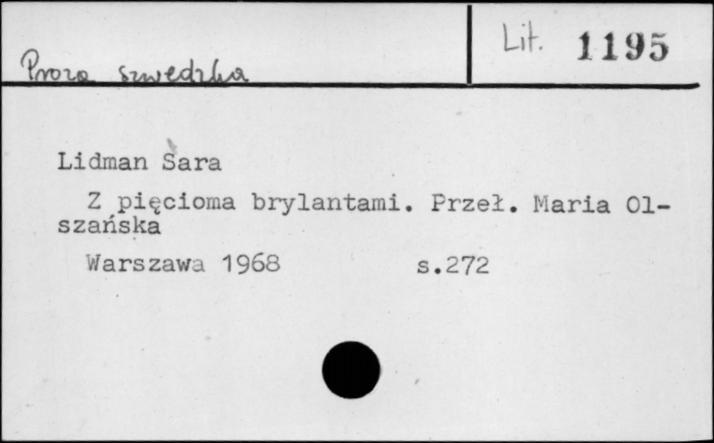 Proza szwedzka
Lit. 1195
Lidman Sara
Z pięcioma brylantami. Przeł. Maria Ol-
szańska
Warszawa 1968 s.272